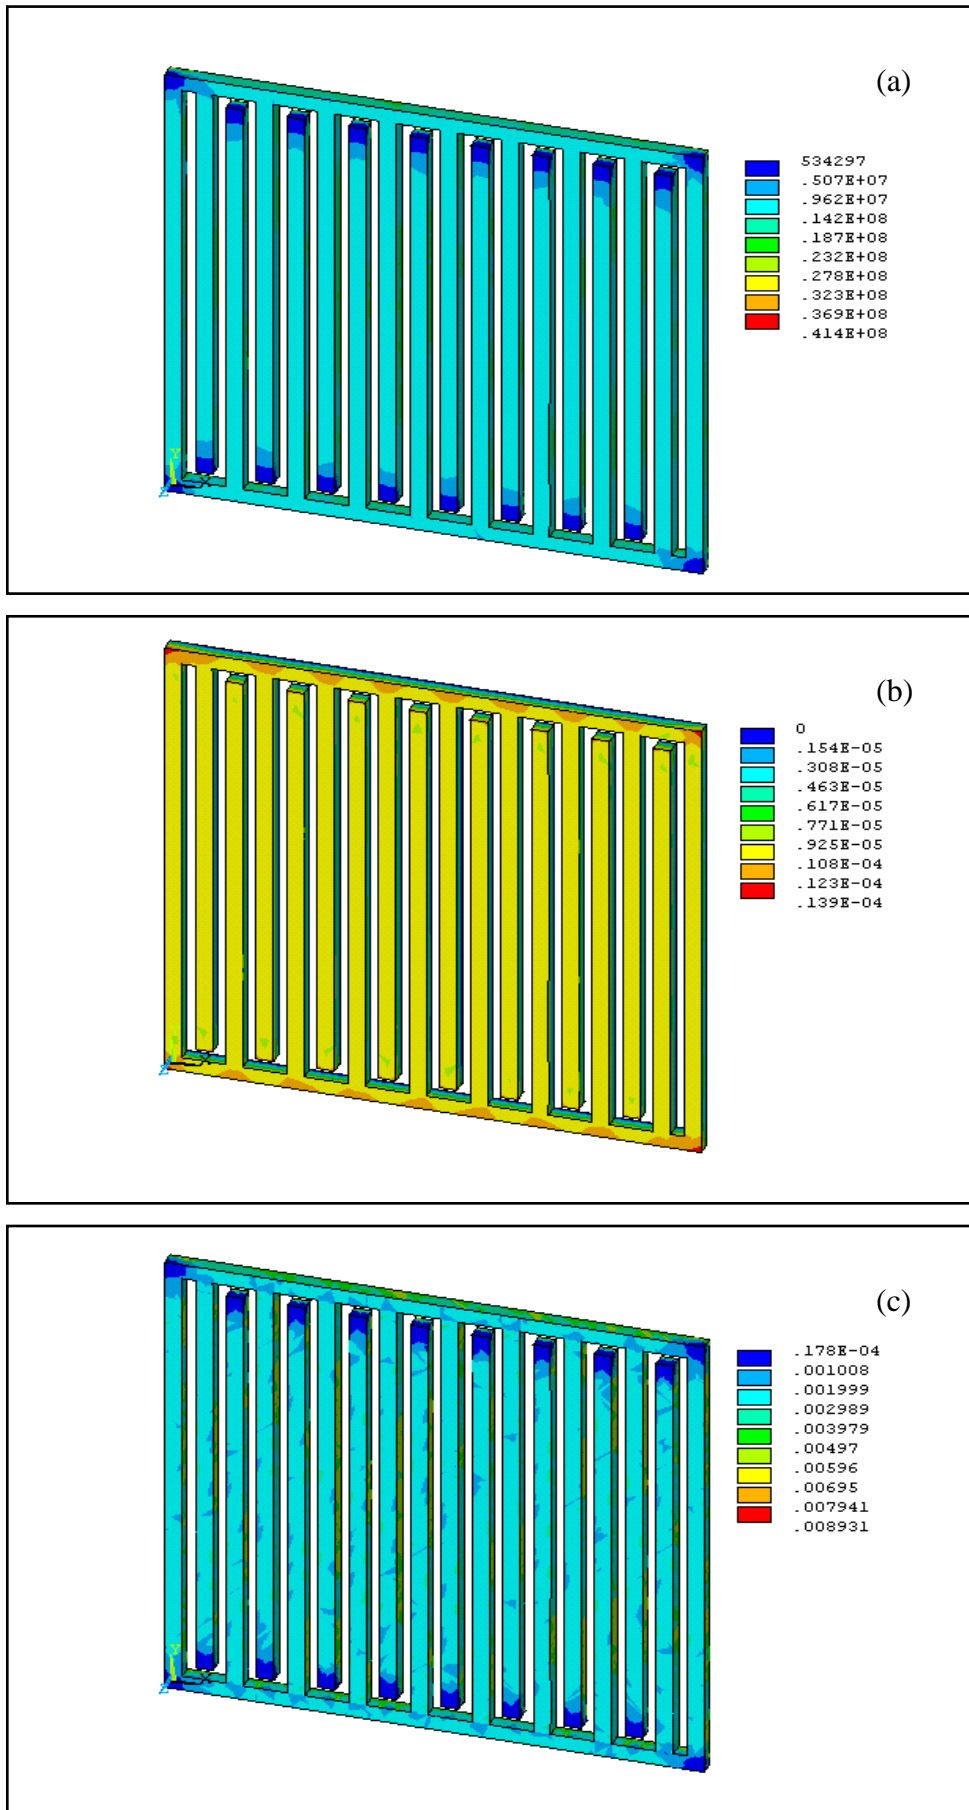 (a)
534297
.507E+07
.962E+07
.142E+08
.187E+08
.232E+08
.278E+08
.323E+08
.369E+08
.414E+08
Y
X
Z
(b)
0
.154E-05
.308E-05
.463E-05
.617E-05
.771E-05
.925E-05
.108E-04
.123E-04
.139E-04
Y
X
Z
(c)
.178E-04
.001008
.001999
.002989
.003979
.00497
.00596
.00695
.007941
.008931
Y
X
Z